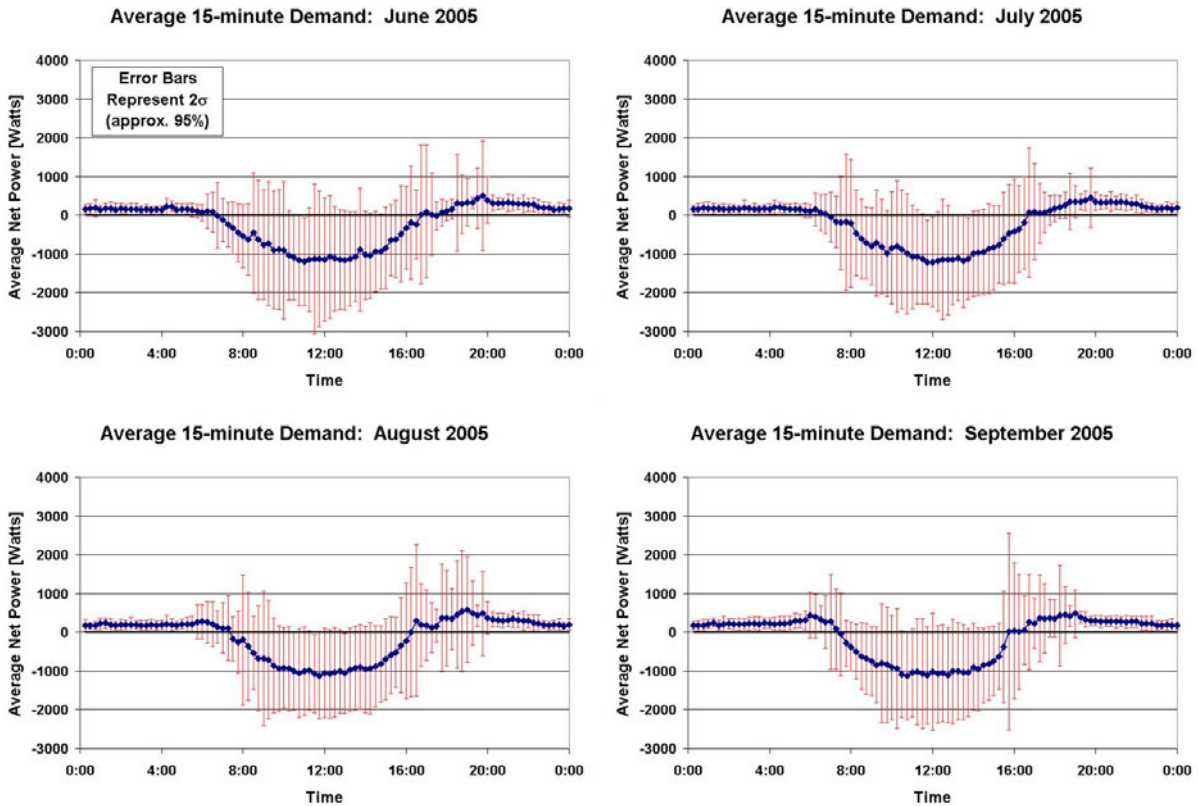 Average 15-minute Demand: June 2005
4000
3000
2000
1000
0
-1000
-2000
-3000
Average Net Power [Watts]
Error Bars
Represent 2σ
(approx. 95%)
0:00 4:00 8:00 12:00 16:00 20:00 0:00
Time
Average 15-minute Demand: July 2005
4000
3000
2000
1000
0
-1000
-2000
-3000
Average Net Power [Watts]
0:00 4:00 8:00 12:00 16:00 20:00 0:00
Time
Average 15-minute Demand: August 2005
4000
3000
2000
1000
0
-1000
-2000
-3000
Average Net Power [Watts]
0:00 4:00 8:00 12:00 16:00 20:00 0:00
Time
Average 15-minute Demand: September 2005
4000
3000
2000
1000
0
-1000
-2000
-3000
Average Net Power [Watts]
0:00 4:00 8:00 12:00 16:00 20:00 0:00
Time